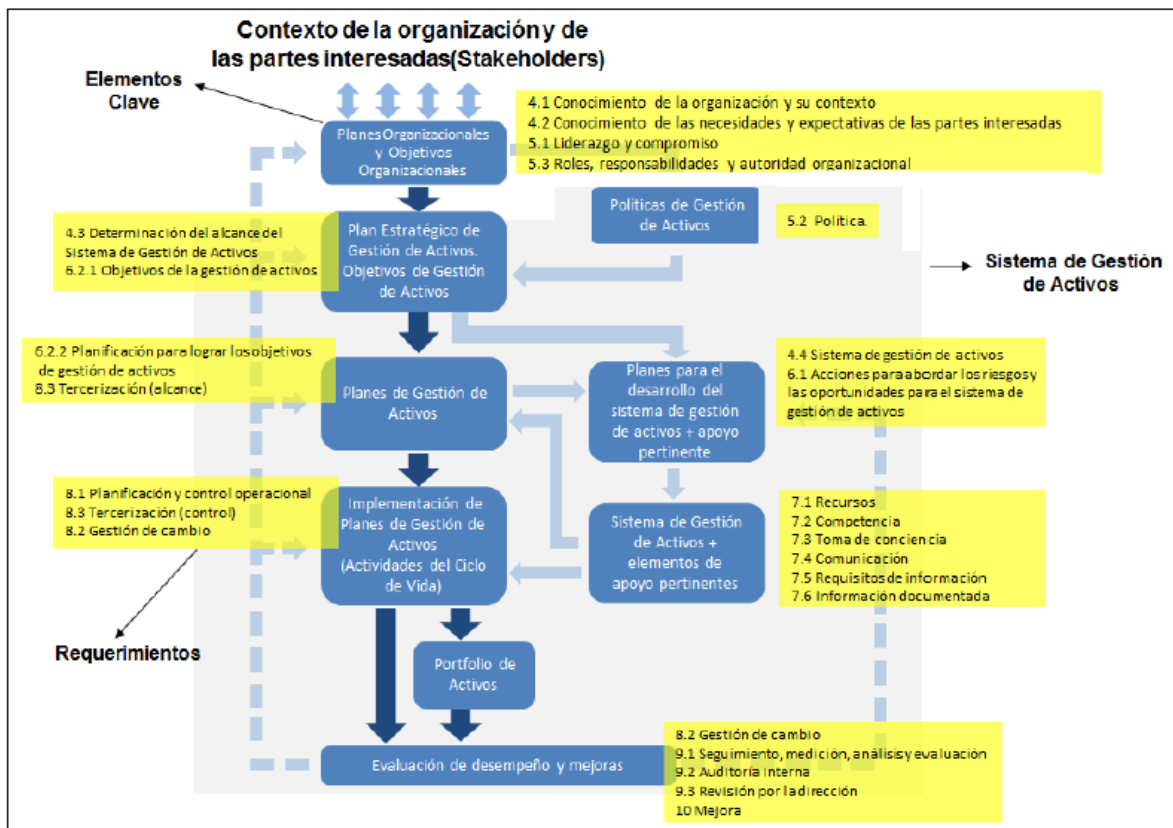 Contexto de la organización y de
las partes interesadas(Stakeholders)
Elementos
Clave
Planes Organizacionales
y Objetivos
Organizacionales
4.1 Conocimiento de la organización y su contexto
4.2 Conocimiento de las necesidades y expectativas de las partes interesadas
5.1 Liderazgo y compromiso
5.3 Roles, responsabilidades y autoridad organizacional
Políticas de Gestión
de Activos
5.2 Política.
4.3 Determinación del alcance del
Sistema de Gestión de Activos
6.2.1 Objetivos de la gestión de activos
Plan Estratégico de
Gestión de Activos.
Objetivos de Gestión
de Activos
Sistema de Gestión
de Activos
6.2.2 Planificación para lograr los objetivos
de gestión de activos
8.3 Tercerización (alcance)
Planes de Gestión de
Activos
Planes para el
desarrollo del
sistema de gestión
de activos + apoyo
pertinente
4.4 Sistema de gestión de activos
6.1 Acciones para abordar los riesgos y
las oportunidades para el sistema de
gestión de activos
8.1 Planificación y control operacional
8.3 Tercerización (control)
8.2 Gestión de cambio
Implementación de
Planes de Gestión de
Activos
(Actividades del Ciclo
de Vida)
Sistema de Gestión
de Activos +
elementos de
apoyo pertinentes
7.1 Recursos
7.2 Competencia
7.3 Toma de conciencia
7.4 Comunicación
7.5 Requisitos de información
7.6 Información documentada
Requerimientos
Portfolio de
Activos
Evaluación de desempeño y mejoras
8.2 Gestión de cambio
9.1 Seguimiento, medición, análisis y evaluación
9.2 Auditoría interna
9.3 Revisión por la dirección
10 Mejora